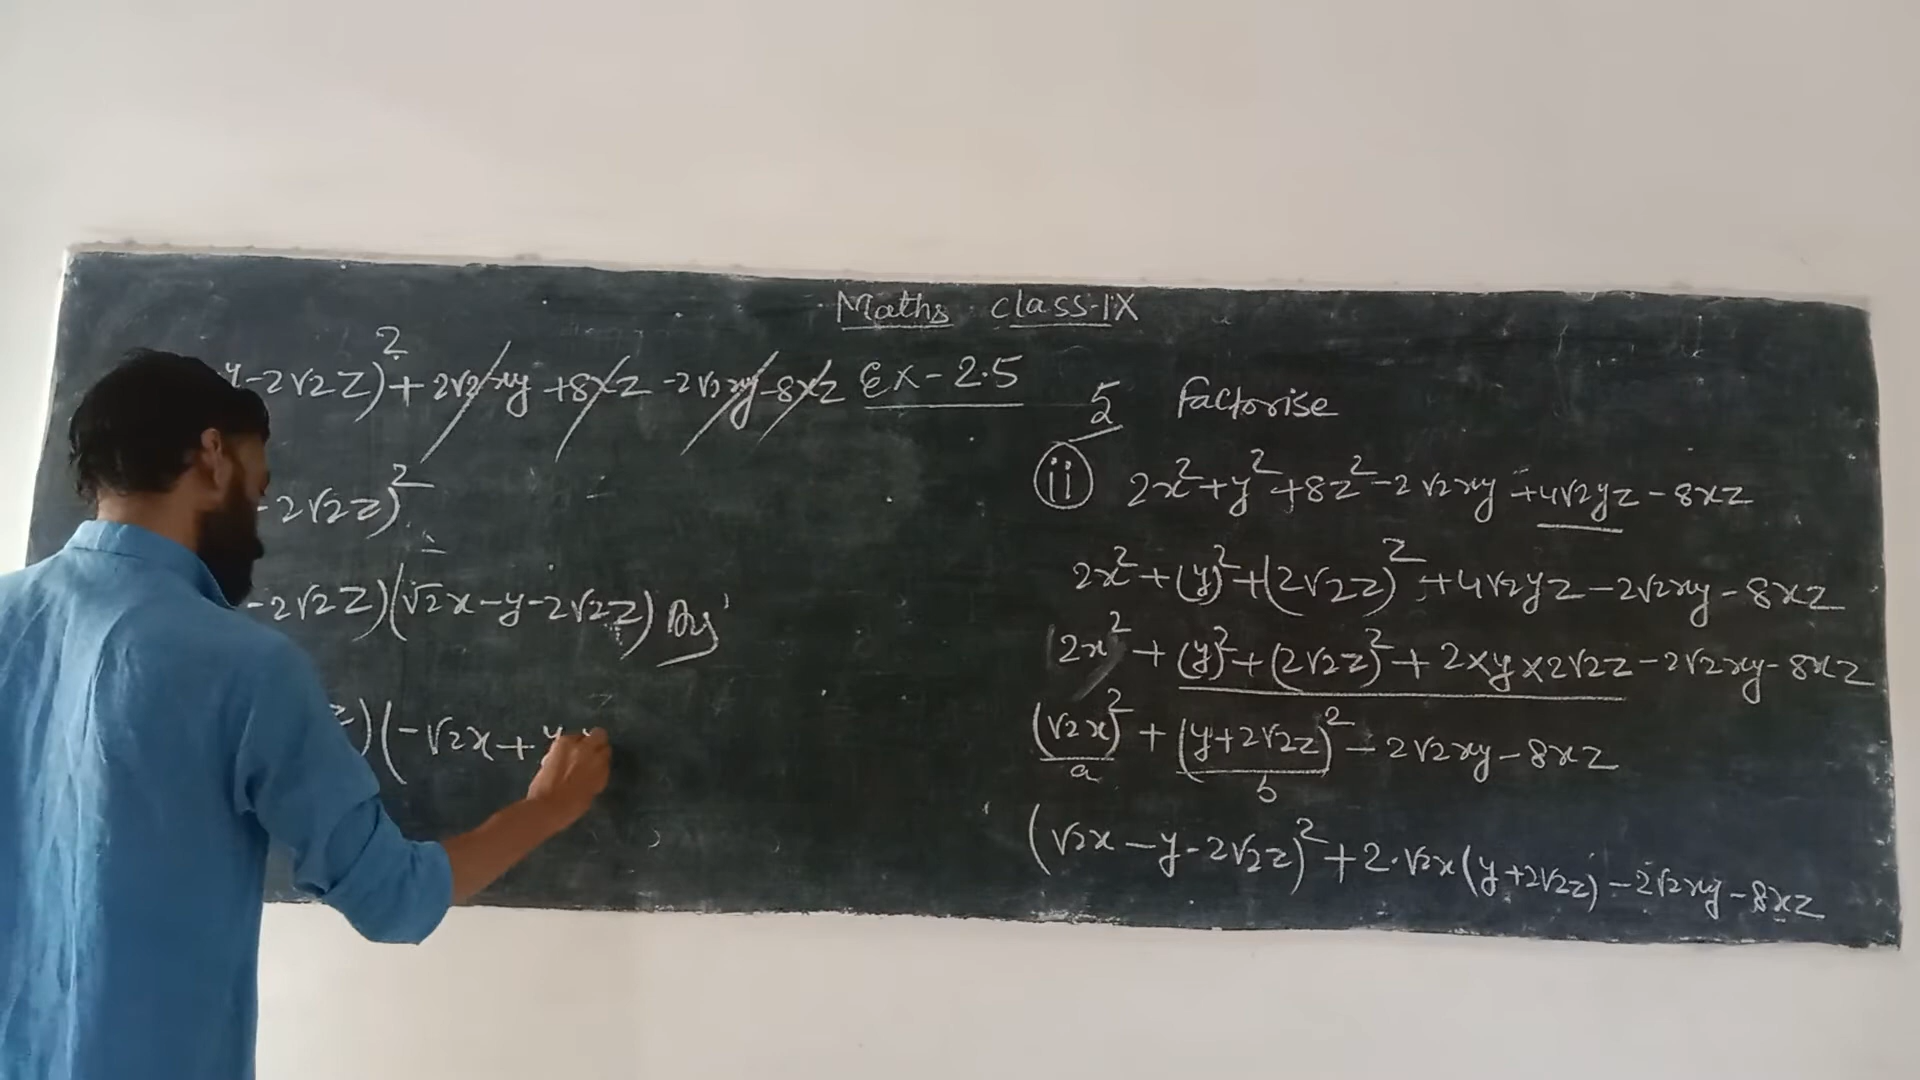 Maths class-IX
y-2√2z)²+2√2xy+8xz-2√2xy-8xz
-2√2z)²
-2√2z)(√2x-y-2√2z) Ans
z)(-√2x+y+
Ex-2.5
5 Factorise
(ii) 2x²+y²+8z²-2√2xy+4√2yz-8xz
2x²+(y)²+(2√2z)²+4√2yz-2√2xy-8xz
2x²+(y)²+(2√2z)²+2×y×2√2z-2√2xy-8xz
(√2x)²+(y+2√2z)²-2√2xy-8xz
a b
(√2x-y-2√2z)²+2·√2x(y+2√2z)-2√2xy-8xz